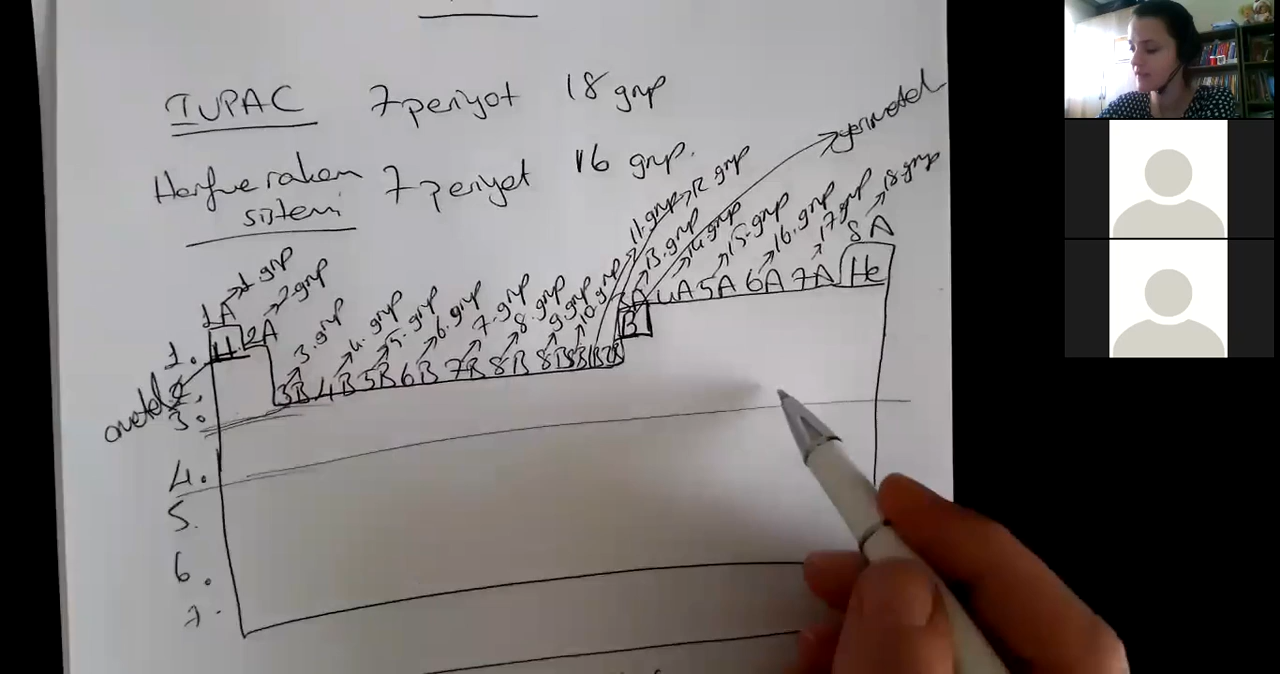 IUPAC 7 periyot 18 grup
Harf ve rakam 7 periyot 16 grup.
sistemi
yarımetal
1.grup 2.grup 3.grup 4.grup 5.grup 6.grup 7.grup 8.grup 9.grup 10.grup 11.grup 12 grup 13.grup 14.grup 15.grup 16.grup 17.grup 18.grup
1A 2A 3B 4B 5B 6B 7B 8B 8B 8B 1B 2B 3A 4A 5A 6A 7A 8A
1. H B He
ametal 2.
3.
4.
5.
6.
7.